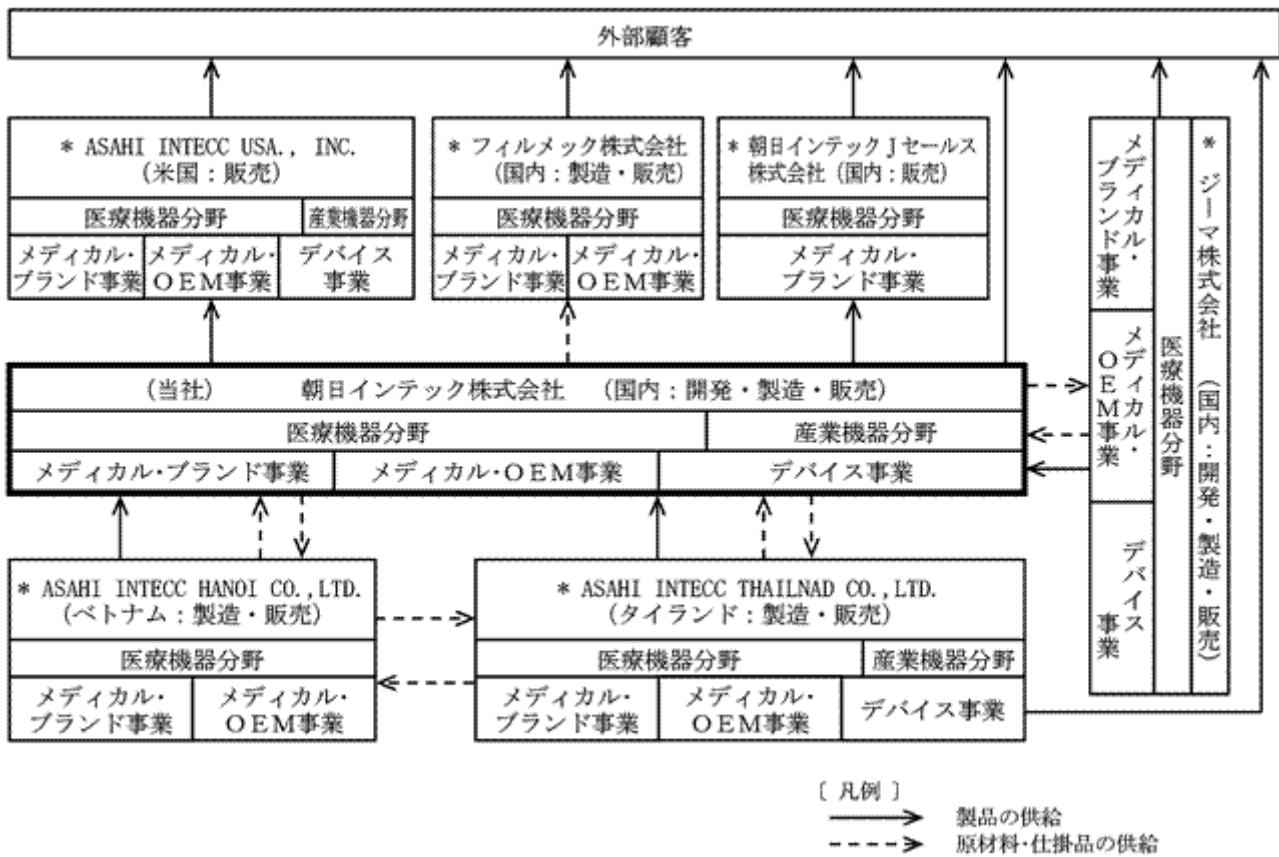 外部顧客
* ASAHI INTECC USA., INC.
(米国：販売)
医療機器分野
産業機器分野
メディカル・
ブランド事業
メディカル・
ＯＥＭ事業
デバイス
事業
* フィルメック株式会社
(国内：製造・販売)
医療機器分野
メディカル・
ブランド事業
メディカル・
ＯＥＭ事業
* 朝日インテックＪセールス
株式会社（国内：販売）
医療機器分野
メディカル・
ブランド事業
* ジーマ株式会社 （国内：開発・製造・販売）
医療機器分野
メディカル・
ブランド事業
メディカル・
ＯＥＭ事業
デバイス
事業
（当社） 朝日インテック株式会社 （国内：開発・製造・販売）
医療機器分野
産業機器分野
メディカル・ブランド事業
メディカル・ＯＥＭ事業
デバイス事業
* ASAHI INTECC HANOI CO.,LTD.
(ベトナム：製造・販売)
医療機器分野
メディカル・
ブランド事業
メディカル・
ＯＥＭ事業
* ASAHI INTECC THAILNAD CO.,LTD.
(タイランド：製造・販売)
医療機器分野
産業機器分野
メディカル・
ブランド事業
メディカル・
ＯＥＭ事業
デバイス事業
〔 凡例 〕
製品の供給
原材料・仕掛品の供給